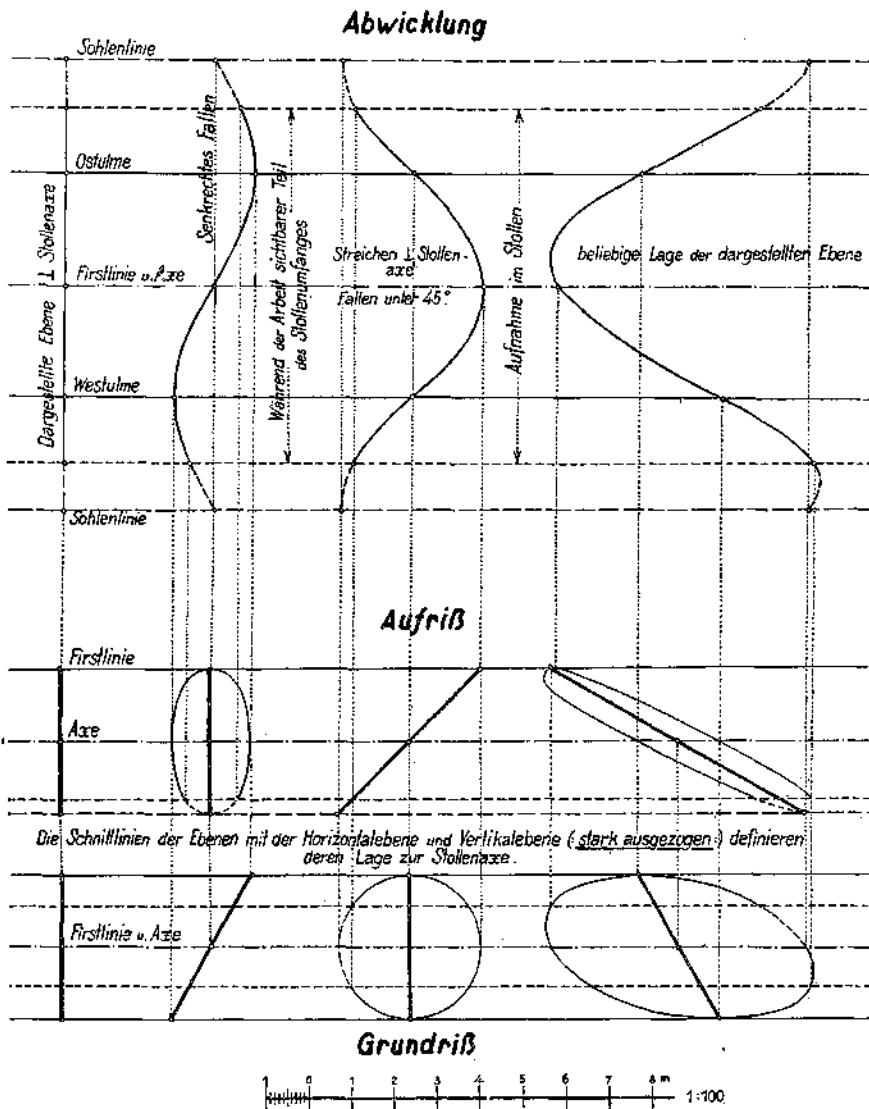 Abwicklung
Sohlenlinie
Ostulme
Firstlinie u. Axe
Westulme
Sohlenlinie
Dargestellte Ebene ⊥ Stollenaxe
Senkrechtes Fallen
Während der Arbeit sichtbarer Teil
des Stollenumfanges
Streichen ⊥ Stollen-
axe
Fallen unter 45°
Aufnahme im Stollen
beliebige Lage der dargestellten Ebene
Aufriß
Firstlinie
Axe
Die Schnittlinien der Ebenen mit der Horizontalebene und Vertikalebene (stark ausgezogen) definieren
deren Lage zur Stollenaxe.
Firstlinie u. Axe
Grundriß
1 0 1 2 3 4 5 6 7 8 m
1:100